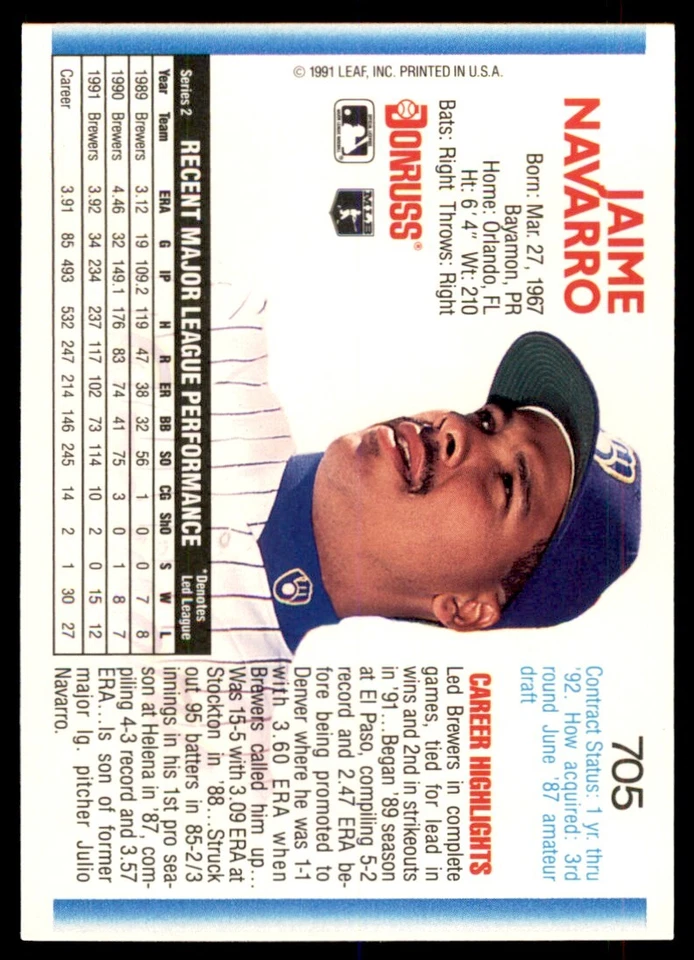 JAIME
NAVARRO
Born: Mar. 27, 1967
Bayamon, PR
Home: Orlando, FL
Ht: 6' 4" Wt: 210
Bats: Right Throws: Right
DONRUSS®
MLB
© 1991 LEAF, INC. PRINTED IN U.S.A.
705
Contract Status: 1 yr. thru
'92. How acquired: 3rd
round June '87 amateur
draft
CAREER HIGHLIGHTS
Led Brewers in complete
games, tied for lead in
wins and 2nd in strikeouts
in '91... Began '89 season
at El Paso, compiling 5-2
record and 2.47 ERA be-
fore being promoted to
Denver where he was 1-1
with 3.60 ERA when
Brewers called him up...
Was 15-5 with 3.09 ERA at
Stockton in '88... Struck
out 95 batters in 85-2/3
innings in his 1st pro sea-
son at Helena in '87, com-
piling 4-3 record and 3.57
ERA...Is son of former
major lg. pitcher Julio
Navarro.
Series 2 RECENT MAJOR LEAGUE PERFORMANCE *Denotes
Led League
Year Team ERA G IP H R ER BB SO CG ShO S W L
1989 Brewers 3.12 19 109.2 119 47 38 32 56 1 0 0 7 8
1990 Brewers 4.46 32 149.1 176 83 74 41 75 3 0 1 8 7
1991 Brewers 3.92 34 234 237 117 102 73 114 10 2 0 15 12
Career 3.91 85 493 532 247 214 146 245 14 2 1 30 27